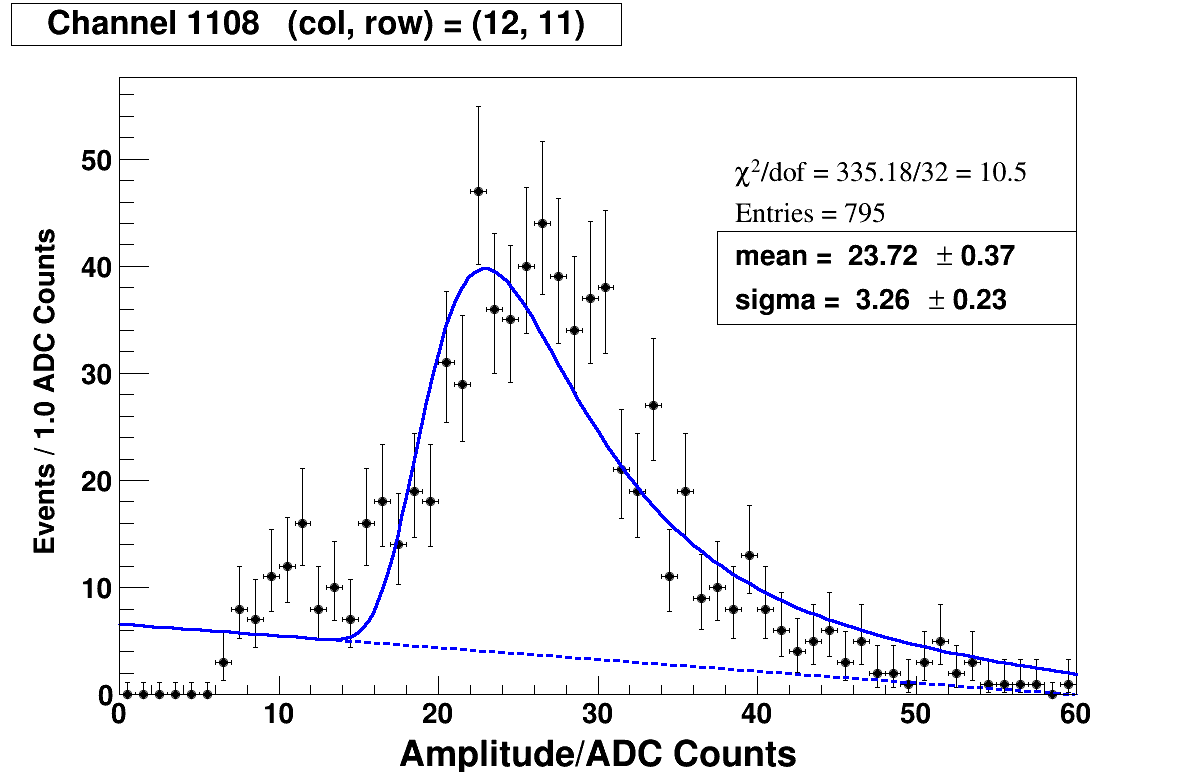 Channel 1108 (col, row) = (12, 11)
χ²/dof = 335.18/32 = 10.5
Entries = 795
mean = 23.72 ± 0.37
sigma = 3.26 ± 0.23
Events / 1.0 ADC Counts
50
40
30
20
10
0
0 10 20 30 40 50 60
Amplitude/ADC Counts